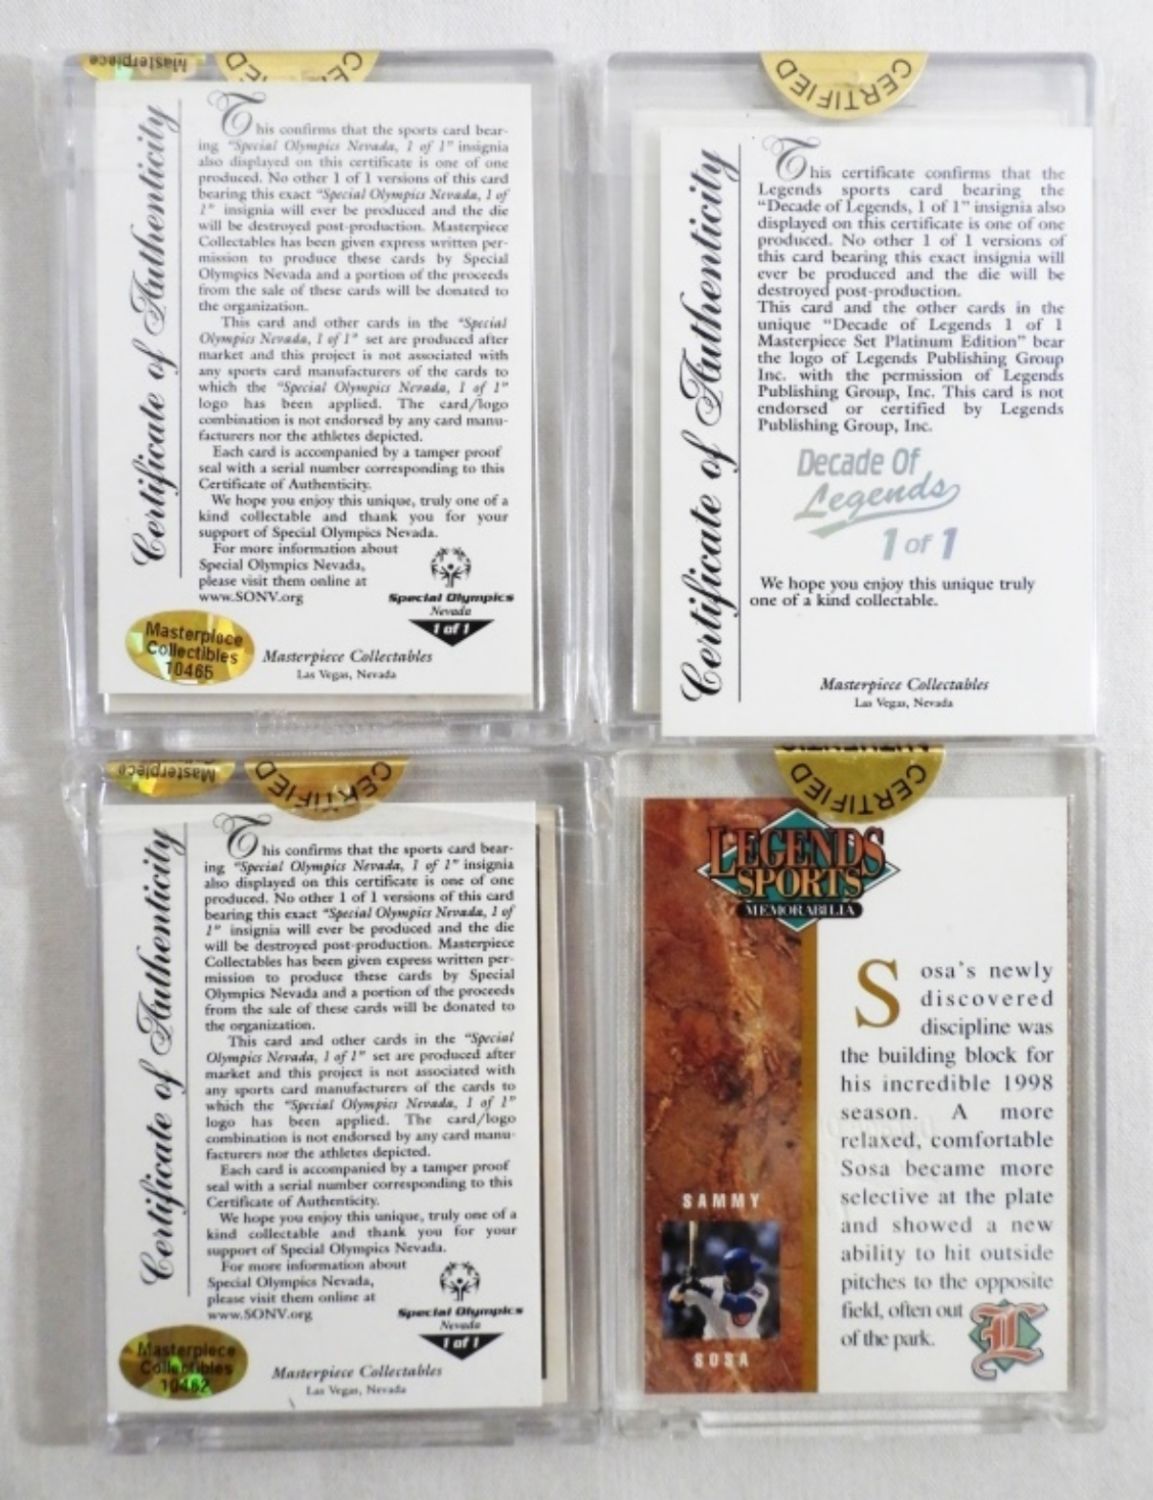 Masterpiece
CERTIFIED
Certificate of Authenticity
This confirms that the sports card bear-
ing "Special Olympics Nevada, 1 of 1" insignia
also displayed on this certificate is one of one
produced. No other 1 of 1 versions of this card
bearing this exact "Special Olympics Nevada, 1 of
1" insignia will ever be produced and the die
will be destroyed post-production. Masterpiece
Collectables has been given express written per-
mission to produce these cards by Special
Olympics Nevada and a portion of the proceeds
from the sale of these cards will be donated to
the organization.
This card and other cards in the "Special
Olympics Nevada, 1 of 1" set are produced after
market and this project is not associated with
any sports card manufacturers of the cards to
which the "Special Olympics Nevada, 1 of 1"
logo has been applied. The card/logo
combination is not endorsed by any card manu-
facturers nor the athletes depicted.
Each card is accompanied by a tamper proof
seal with a serial number corresponding to this
Certificate of Authenticity.
We hope you enjoy this unique, truly one of a
kind collectable and thank you for your
support of Special Olympics Nevada.
For more information about
Special Olympics Nevada,
please visit them online at
www.SONV.org
Special Olympics
Nevada
1 of 1
Masterpiece
Collectibles
10465
Masterpiece Collectables
Las Vegas, Nevada
CERTIFIED
Certificate of Authenticity
This certificate confirms that the
Legends sports card bearing the
"Decade of Legends, 1 of 1" insignia also
displayed on this certificate is one of one
produced. No other 1 of 1 versions of
this card bearing this exact insignia will
ever be produced and the die will be
destroyed post-production.
This card and the other cards in the
unique "Decade of Legends 1 of 1
Masterpiece Set Platinum Edition" bear
the logo of Legends Publishing Group
Inc. with the permission of Legends
Publishing Group, Inc. This card is not
endorsed or certified by Legends
Publishing Group, Inc.
Decade Of
Legends
1 of 1
We hope you enjoy this unique truly
one of a kind collectable.
Masterpiece Collectables
Las Vegas, Nevada
Masterpiece
CERTIFIED
Certificate of Authenticity
This confirms that the sports card bear-
ing "Special Olympics Nevada, 1 of 1" insignia
also displayed on this certificate is one of one
produced. No other 1 of 1 versions of this card
bearing this exact "Special Olympics Nevada, 1 of
1" insignia will ever be produced and the die
will be destroyed post-production. Masterpiece
Collectables has been given express written per-
mission to produce these cards by Special
Olympics Nevada and a portion of the proceeds
from the sale of these cards will be donated to
the organization.
This card and other cards in the "Special
Olympics Nevada, 1 of 1" set are produced after
market and this project is not associated with
any sports card manufacturers of the cards to
which the "Special Olympics Nevada, 1 of 1"
logo has been applied. The card/logo
combination is not endorsed by any card manu-
facturers nor the athletes depicted.
Each card is accompanied by a tamper proof
seal with a serial number corresponding to this
Certificate of Authenticity.
We hope you enjoy this unique, truly one of a
kind collectable and thank you for your
support of Special Olympics Nevada.
For more information about
Special Olympics Nevada,
please visit them online at
www.SONV.org
Special Olympics
Nevada
1 of 1
Masterpiece
Collectibles
10462
Masterpiece Collectables
Las Vegas, Nevada
AUTHENTIC
CERTIFIED
LEGENDS
SPORTS
MEMORABILIA
Sosa's newly
discovered
discipline was
the building block for
his incredible 1998
season. A more
relaxed, comfortable
Sosa became more
selective at the plate
and showed a new
ability to hit outside
pitches to the opposite
field, often out
of the park.
L
SAMMY
SOSA